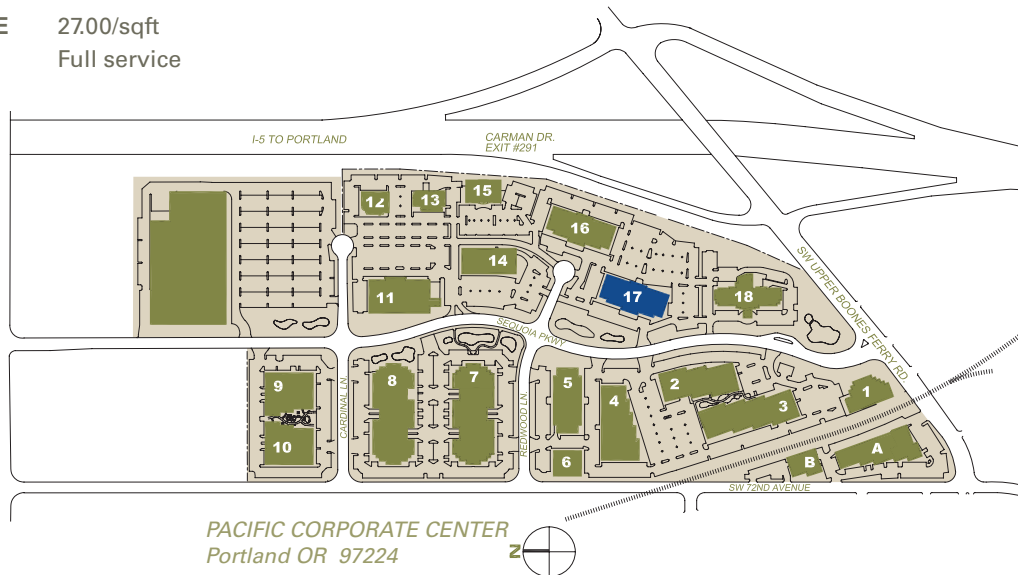 E 27.00/sqft
Full service
I-5 TO PORTLAND
CARMAN DR.
EXIT #291
12
13
15
16
14
11
17
18
SW UPPER BOONES FERRY RD.
SEQUOIA PKWY
9
10
CARDINAL LN.
8
7
REDWOOD LN.
5
6
4
2
3
1
A
B
SW 72ND AVENUE
PACIFIC CORPORATE CENTER
Portland OR 97224
N